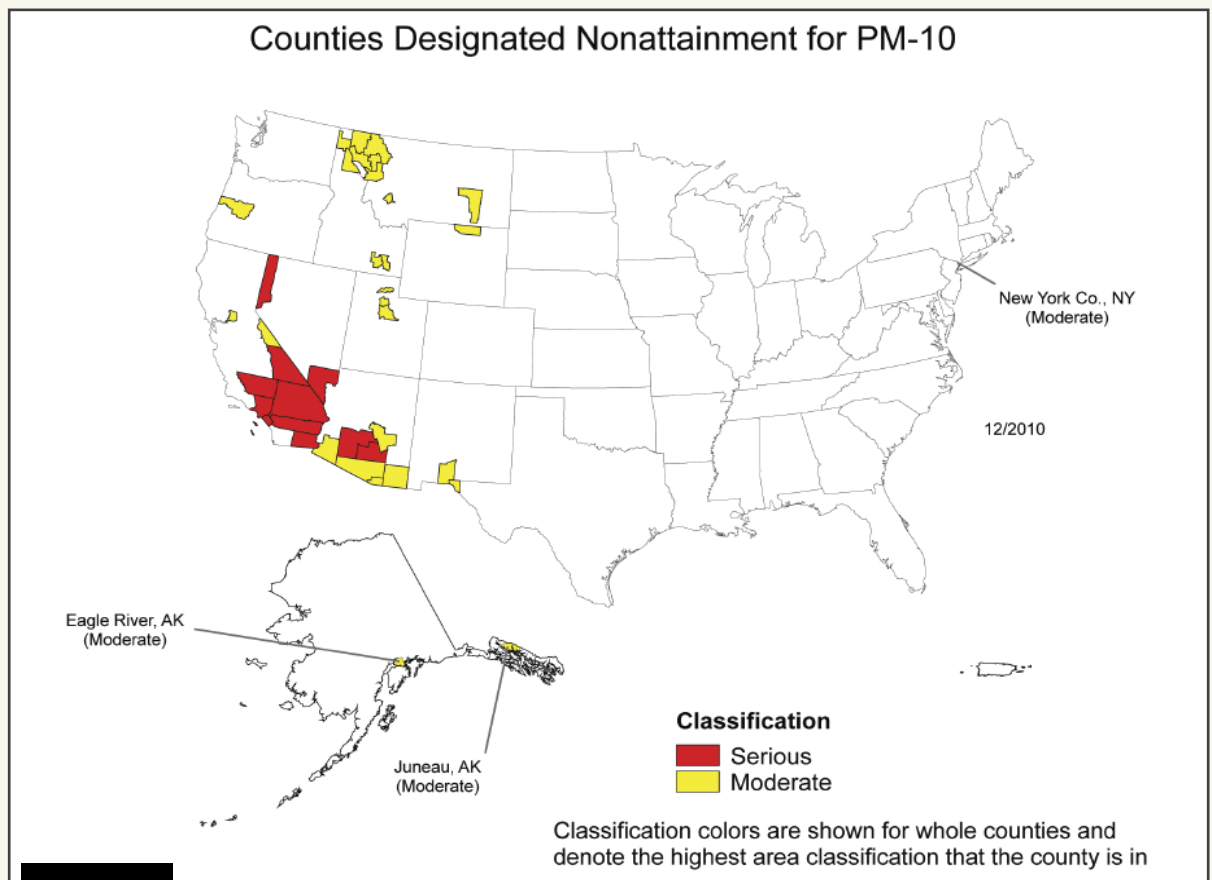 Counties Designated Nonattainment for PM-10
New York Co., NY
(Moderate)
12/2010
Eagle River, AK
(Moderate)
Juneau, AK
(Moderate)
Classification
Serious
Moderate
Classification colors are shown for whole counties and
denote the highest area classification that the county is in